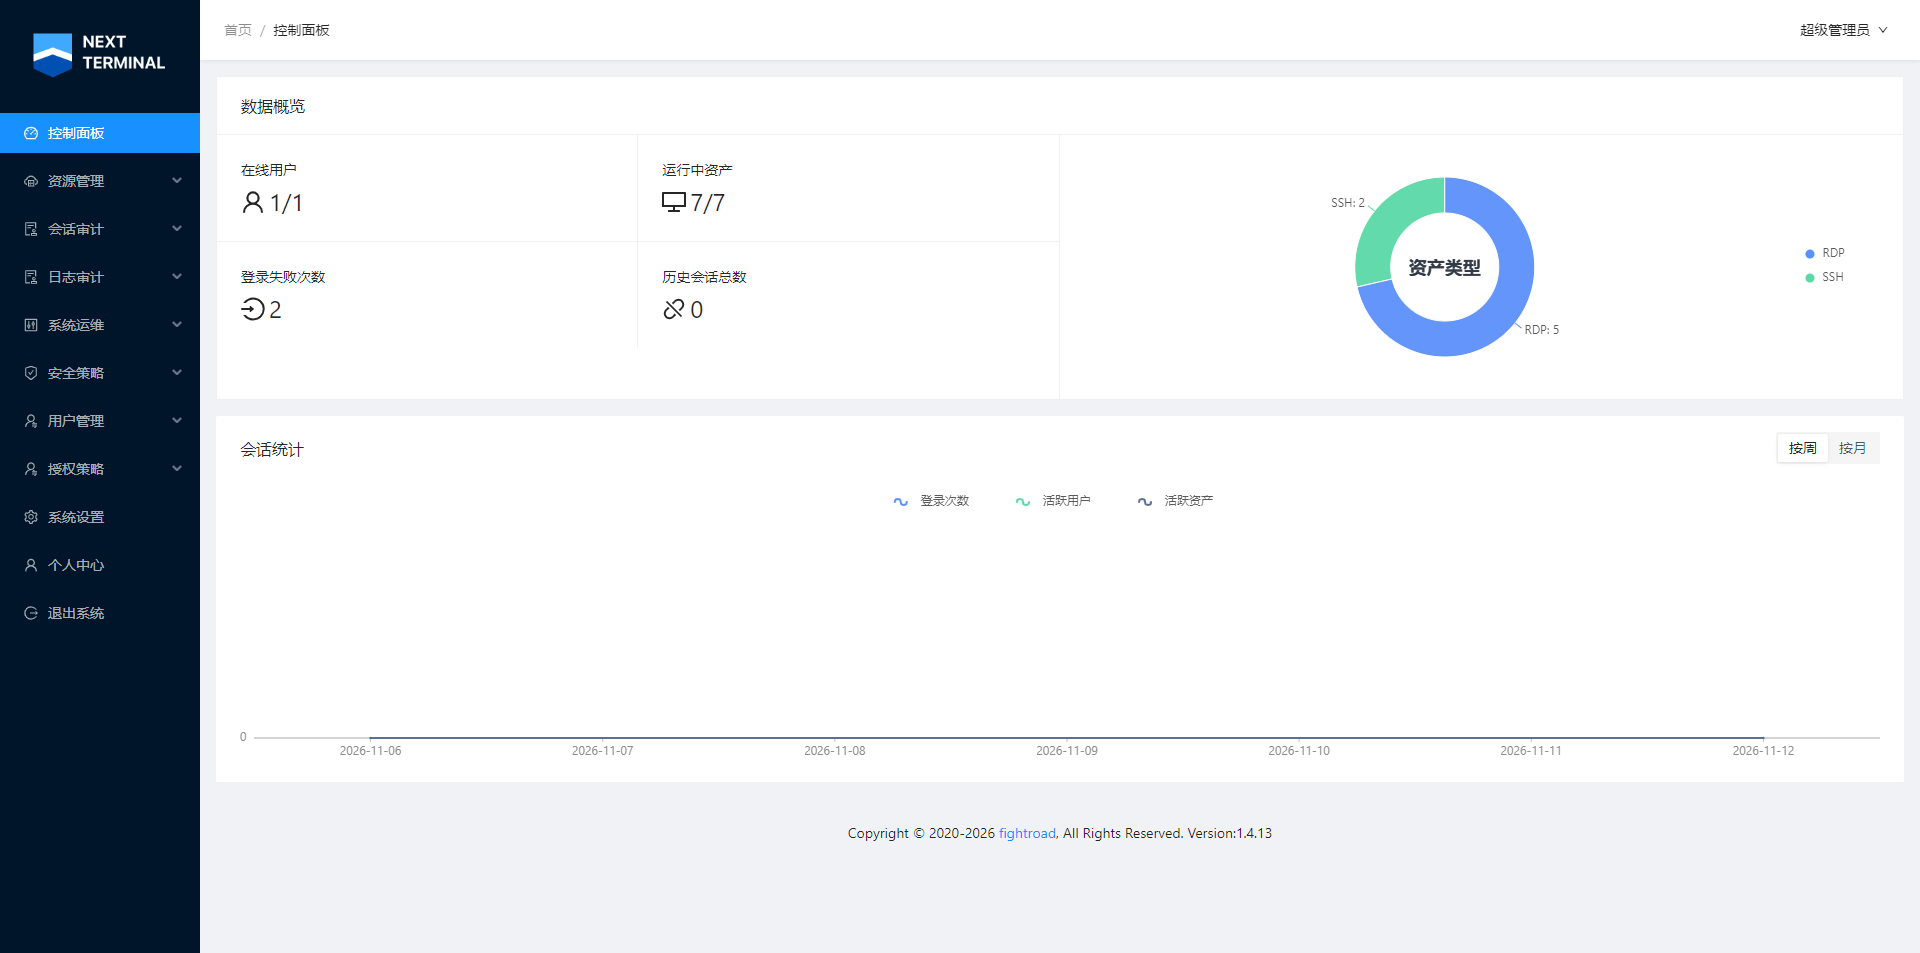 NEXT
TERMINAL
控制面板
资源管理
会话审计
日志审计
系统运维
安全策略
用户管理
授权策略
系统设置
个人中心
退出系统
首页 / 控制面板
超级管理员
数据概览
在线用户
1/1
运行中资产
7/7
登录失败次数
2
历史会话总数
0
SSH: 2
资产类型
RDP: 5
RDP
SSH
会话统计
按周 按月
登录次数 活跃用户 活跃资产
0
2026-11-06 2026-11-07 2026-11-08 2026-11-09 2026-11-10 2026-11-11 2026-11-12
Copyright © 2020-2026 fightroad, All Rights Reserved. Version:1.4.13